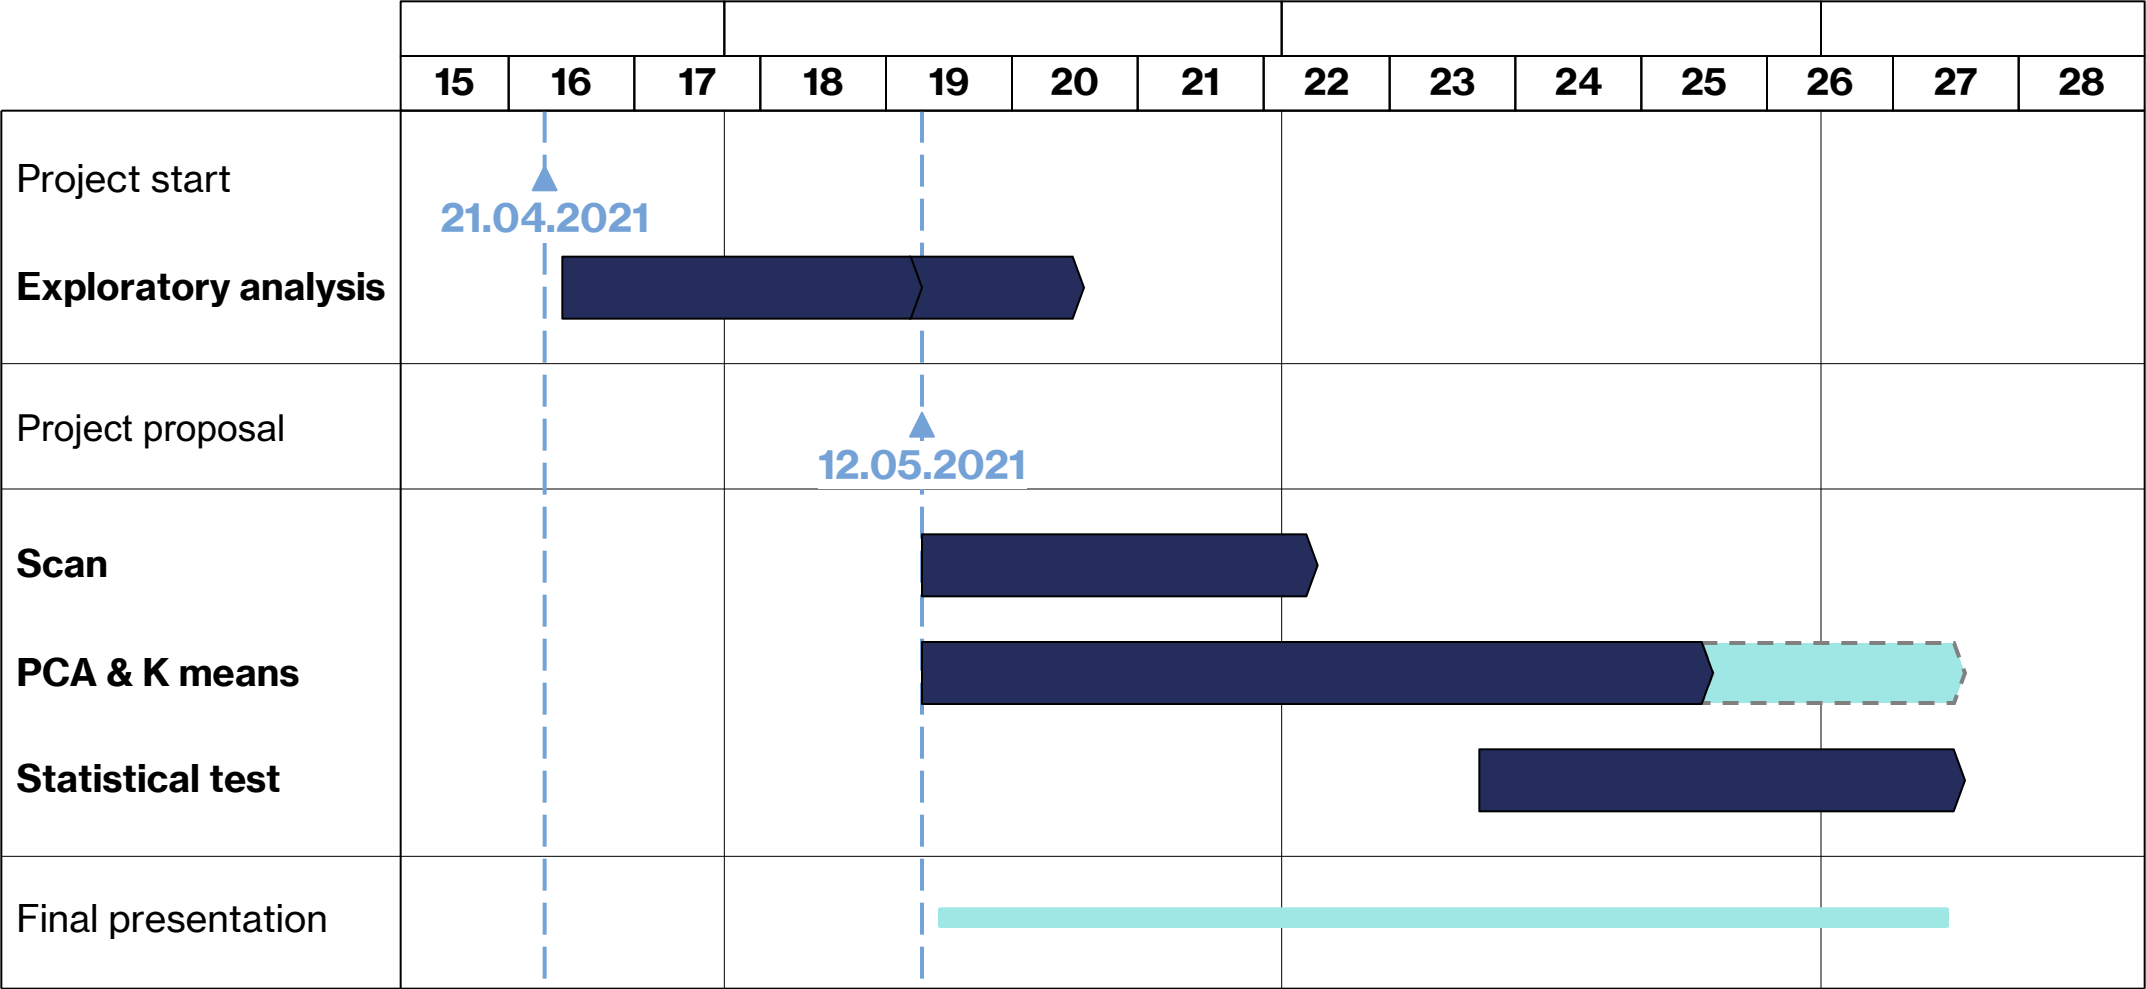 15 16 17 18 19 20 21 22 23 24 25 26 27 28
Project start
21.04.2021
Exploratory analysis
Project proposal
12.05.2021
Scan
PCA & K means
Statistical test
Final presentation